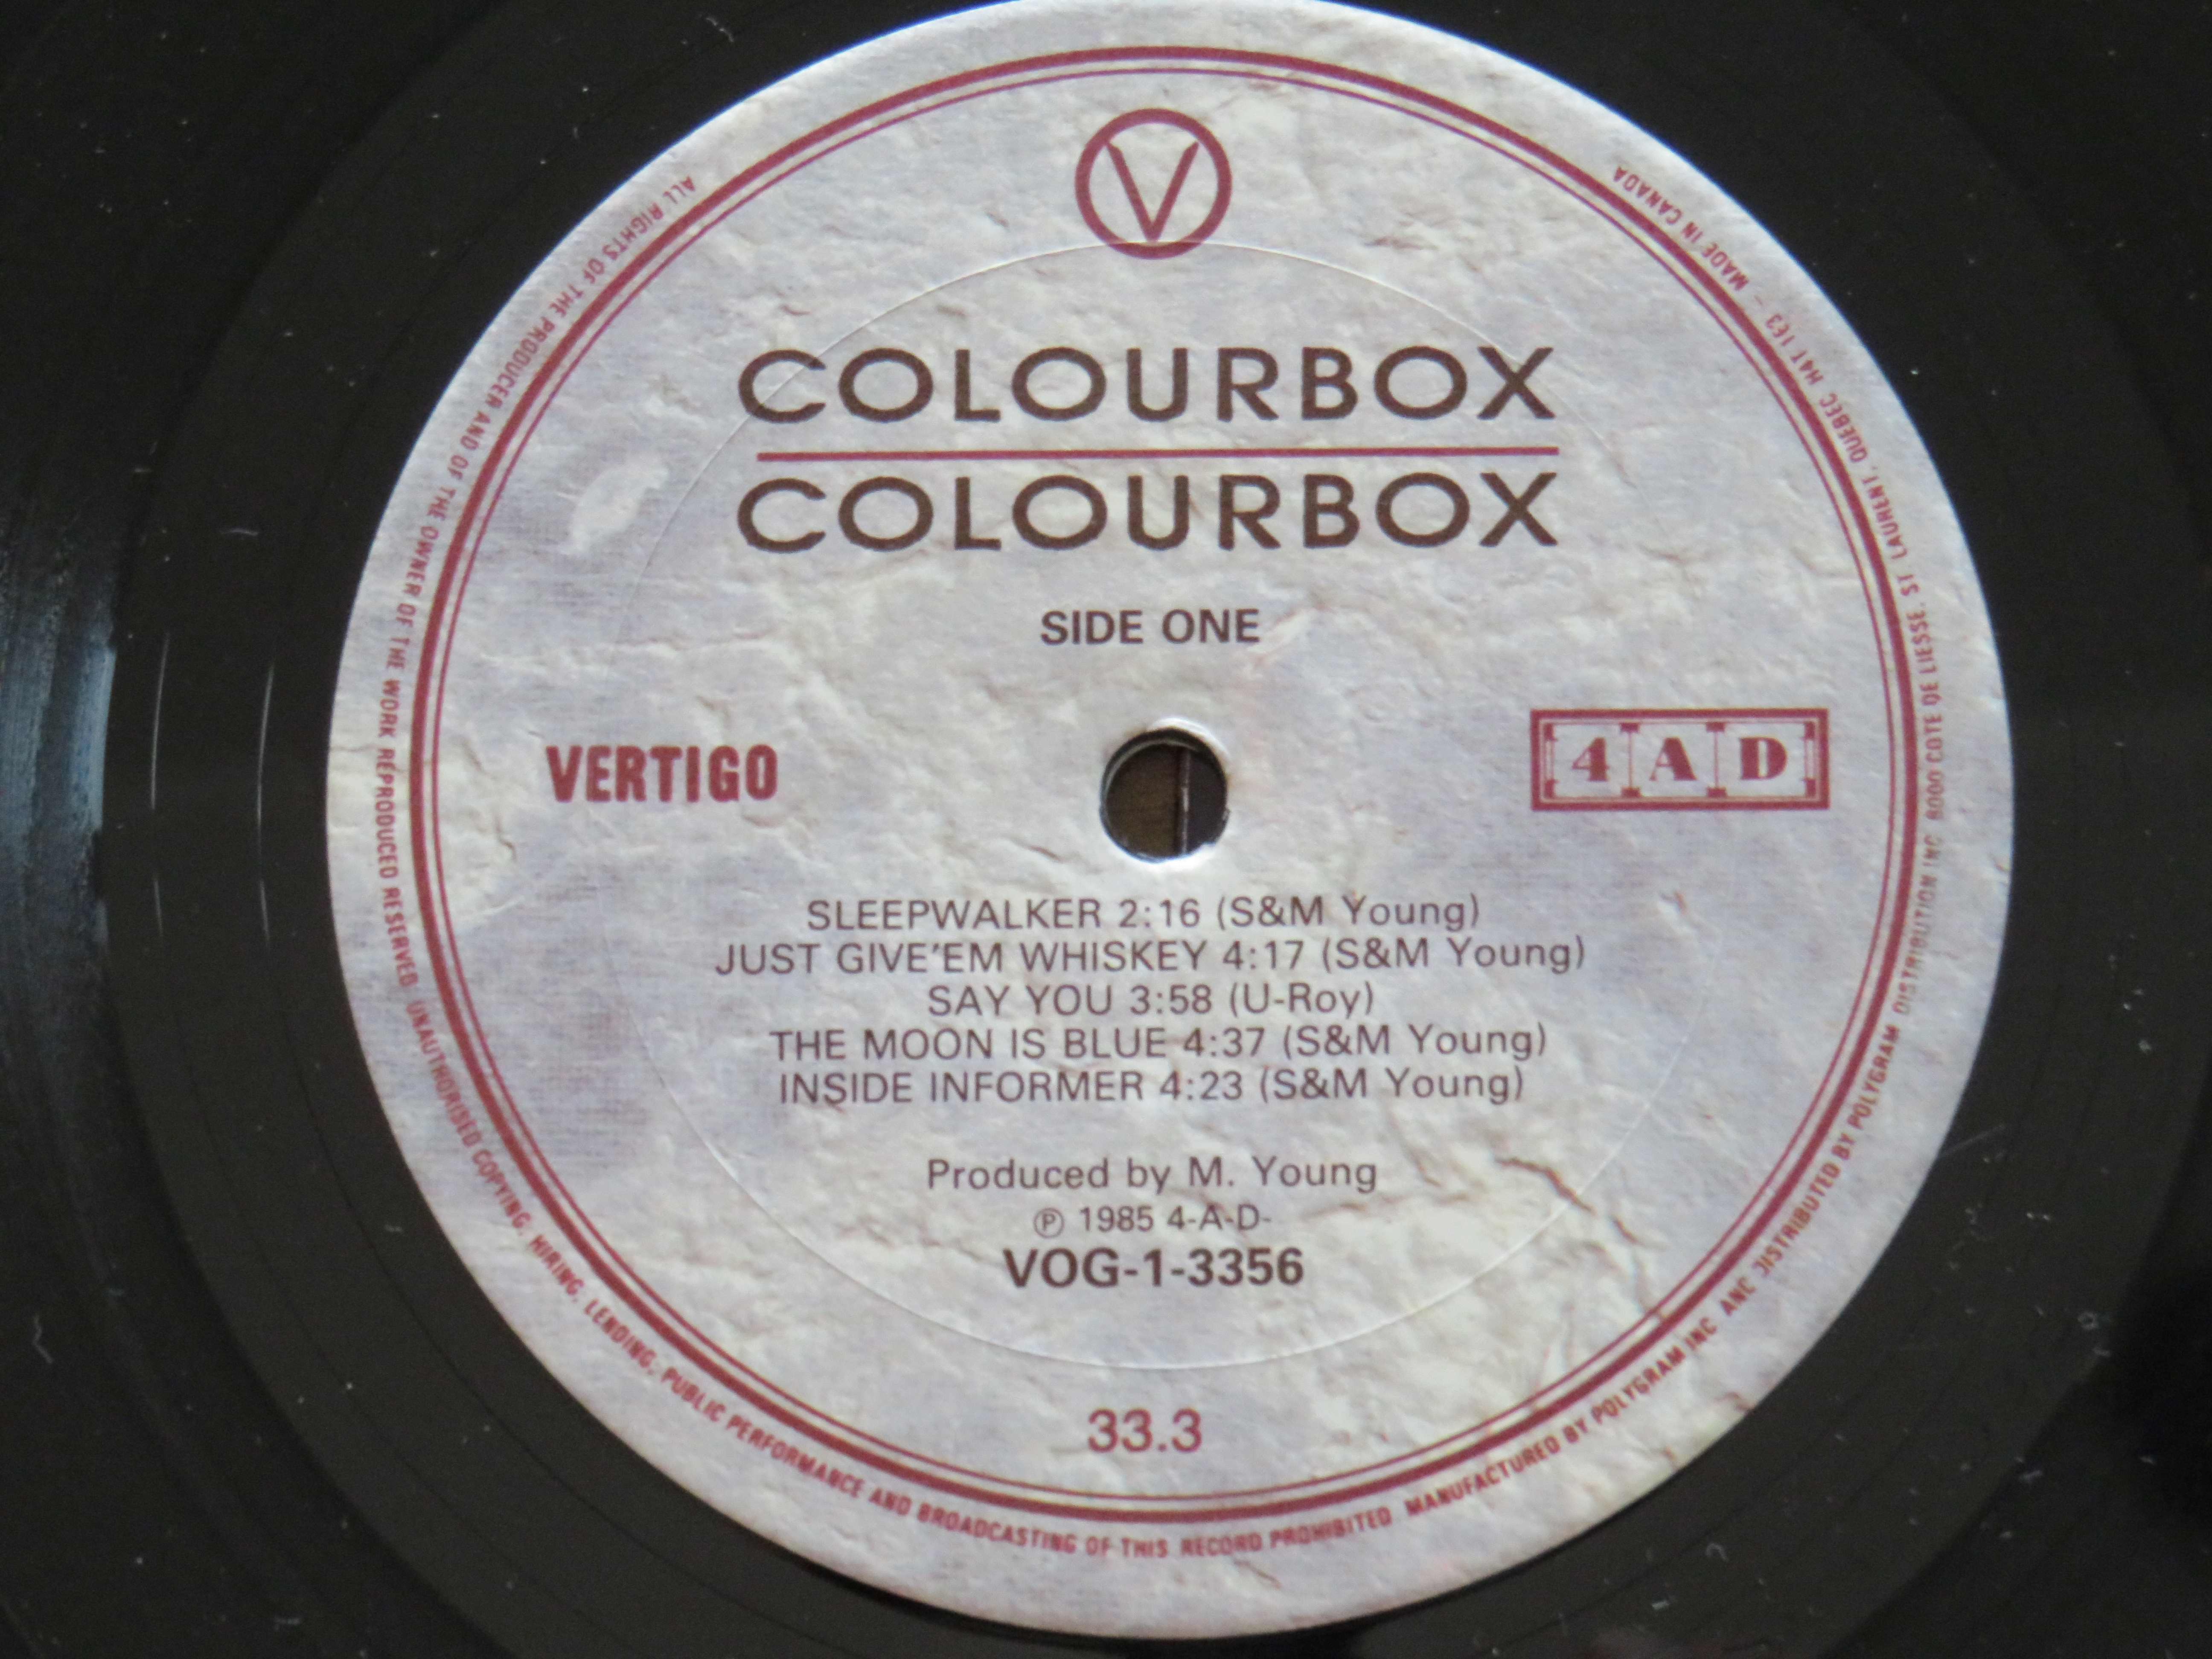 V
COLOURBOX
COLOURBOX
SIDE ONE
VERTIGO
4AD
SLEEPWALKER 2:16 (S&M Young)
JUST GIVE'EM WHISKEY 4:17 (S&M Young)
SAY YOU 3:58 (U-Roy)
THE MOON IS BLUE 4:37 (S&M Young)
INSIDE INFORMER 4:23 (S&M Young)
Produced by M. Young
℗ 1985 4-A-D-
VOG-1-3356
33.3
ALL RIGHTS OF THE PRODUCER AND OF THE OWNER OF THE WORK REPRODUCED RESERVED UNAUTHORISED COPYING, HIRING, LENDING, PUBLIC PERFORMANCE AND BROADCASTING OF THIS RECORD PROHIBITED MANUFACTURED BY POLYGRAM INC AND DISTRIBUTED BY POLYGRAM DISTRIBUTION INC 8000 COTE DE LIESSE, ST LAURENT, QUEBEC H4T 1E3 – MADE IN CANADA